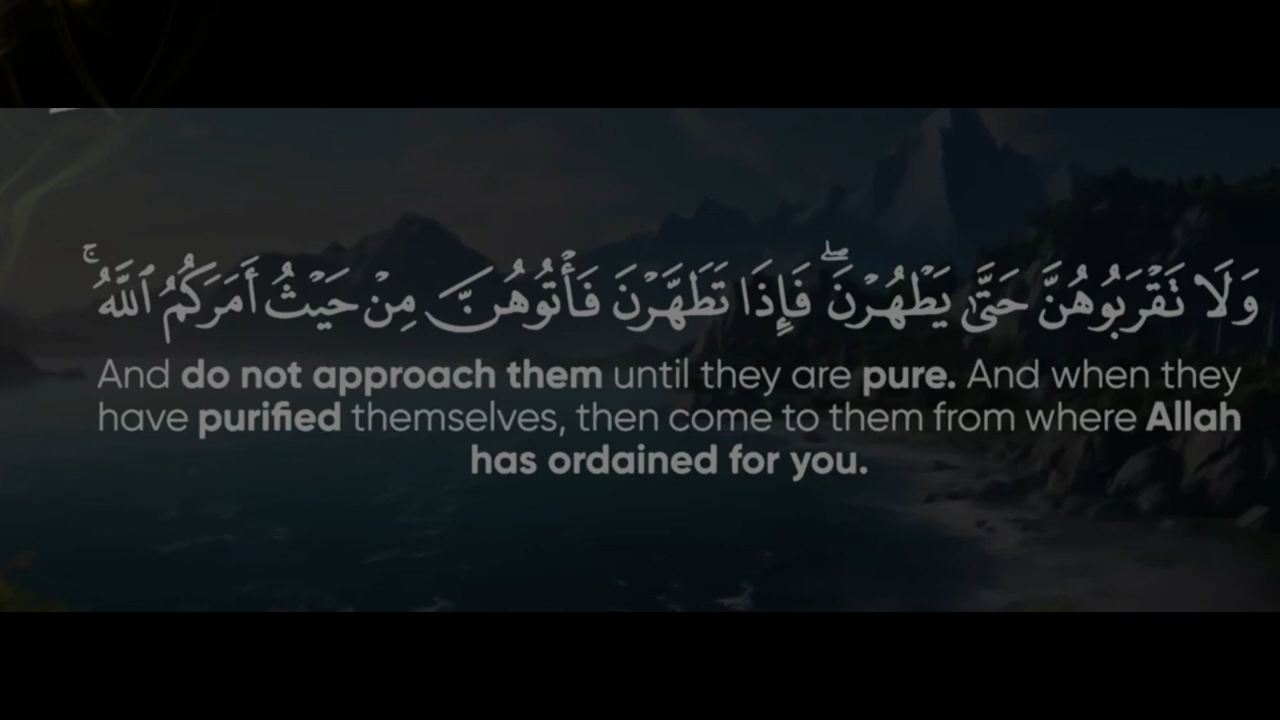 وَلَا تَقْرَبُوهُنَّ حَتَّىٰ يَطْهُرْنَ ۖ فَإِذَا تَطَهَّرْنَ فَأْتُوهُنَّ مِنْ حَيْثُ أَمَرَكُمُ ٱللَّهُ ۚ
And do not approach them until they are pure. And when they
have purified themselves, then come to them from where Allah
has ordained for you.